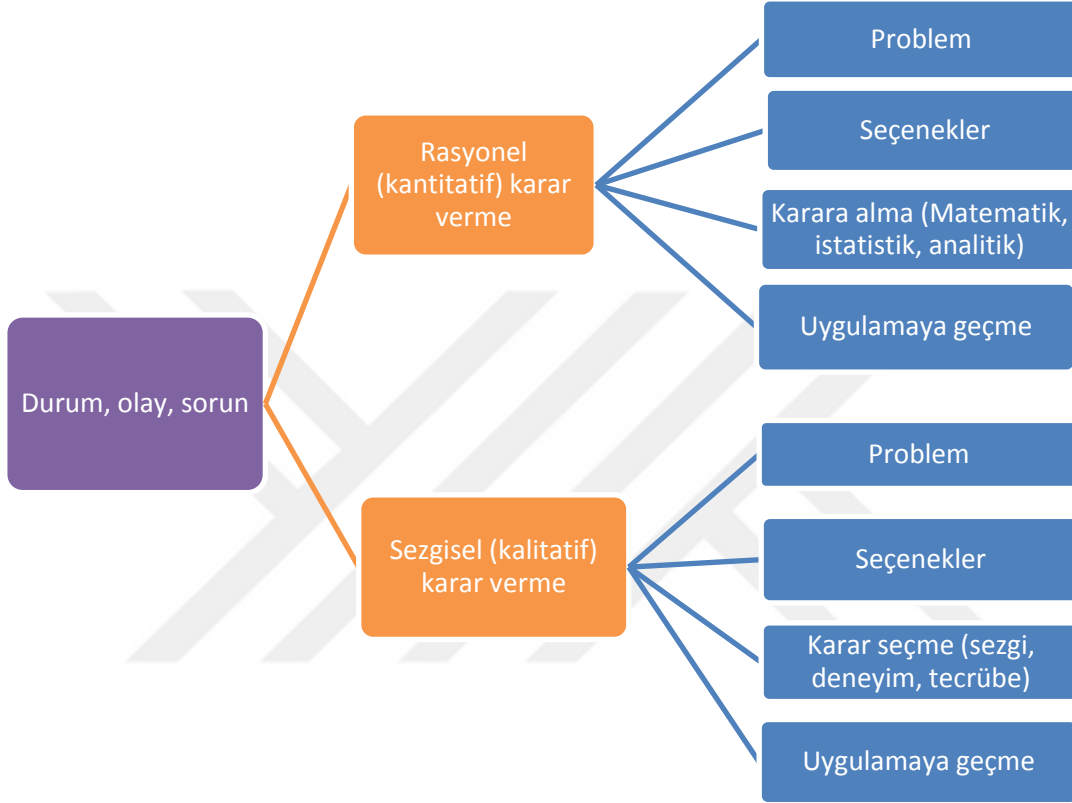 Durum, olay, sorun
Rasyonel
(kantitatif) karar
verme
Problem
Seçenekler
Karara alma (Matematik,
istatistik, analitik)
Uygulamaya geçme
Sezgisel (kalitatif)
karar verme
Problem
Seçenekler
Karar seçme (sezgi,
deneyim, tecrübe)
Uygulamaya geçme